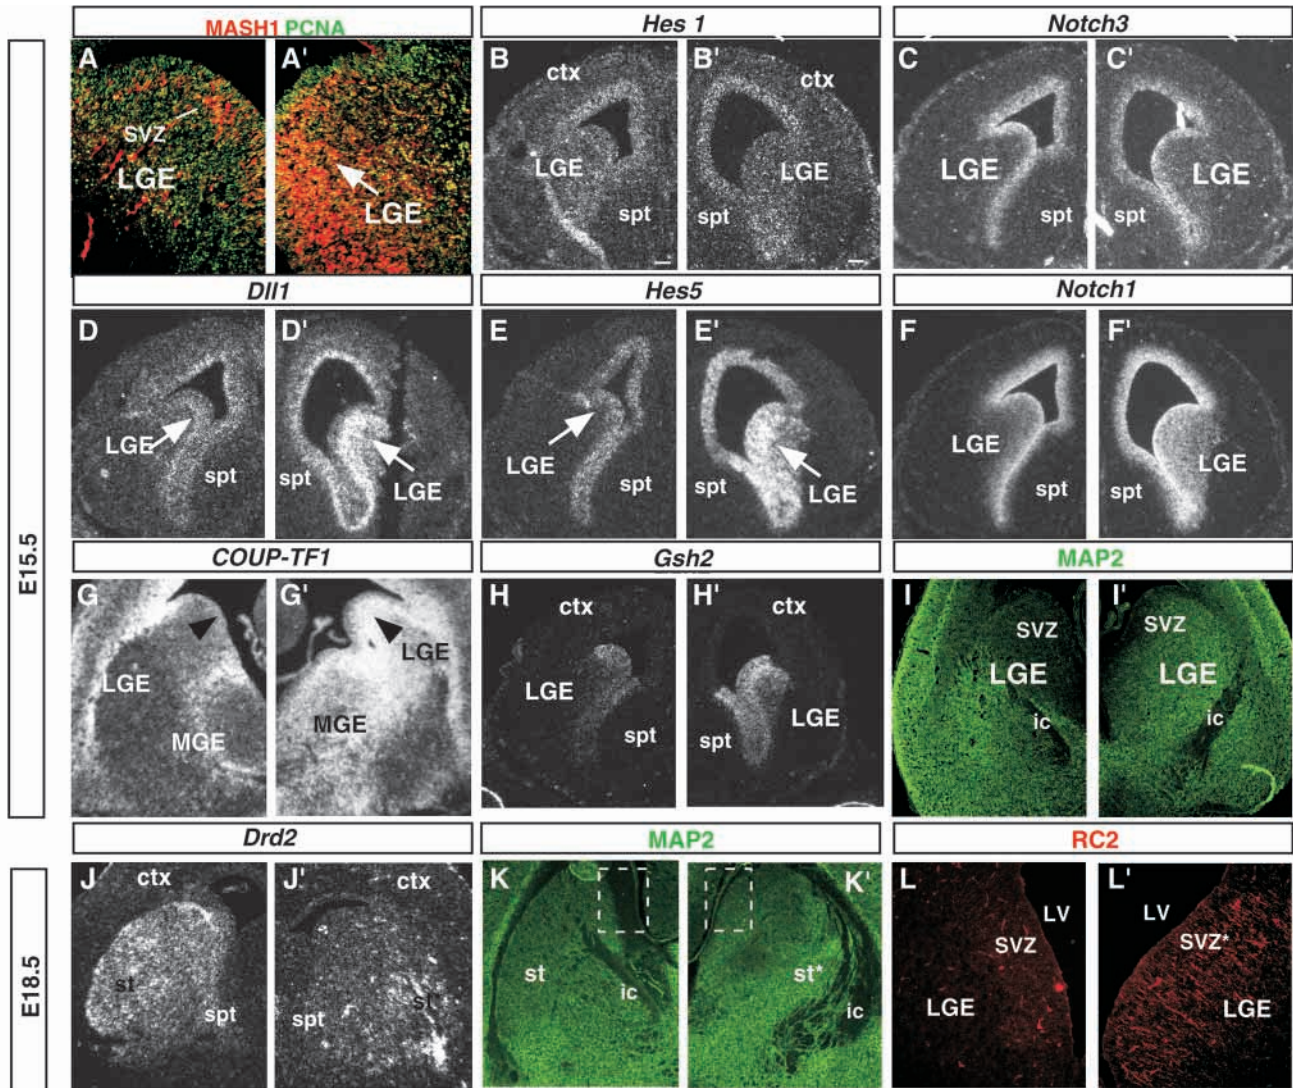 MASH1 PCNA
Hes 1
Notch3
E15.5
A
SVZ
LGE
A'
LGE
B
ctx
LGE
spt
B'
ctx
LGE
spt
C
LGE
spt
C'
LGE
spt
Dll1
Hes5
Notch1
D
LGE
spt
D'
spt
LGE
E
LGE
spt
E'
spt
LGE
F
LGE
spt
F'
LGE
spt
COUP-TF1
Gsh2
MAP2
G
LGE
MGE
G'
LGE
MGE
H
ctx
LGE
spt
H'
ctx
spt
LGE
I
SVZ
LGE
ic
I'
SVZ
LGE
ic
Drd2
MAP2
RC2
E18.5
J
ctx
st
spt
J'
ctx
spt
st*
K
st
ic
K'
st*
ic
L
LV
SVZ
LGE
L'
LV
SVZ*
LGE